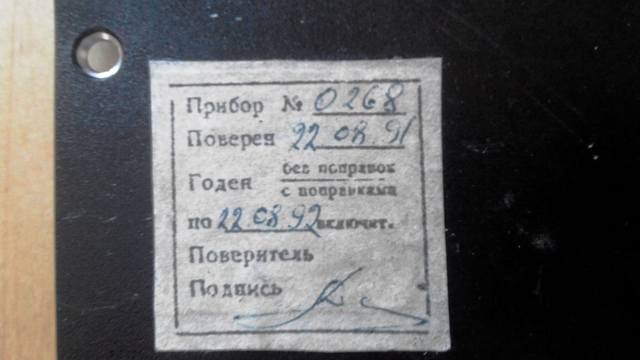 Прибор № 0268
Поверен 22 08 91
Годен без поправок
с поправками
по 22 08 92 включит.
Поверитель
Подпись